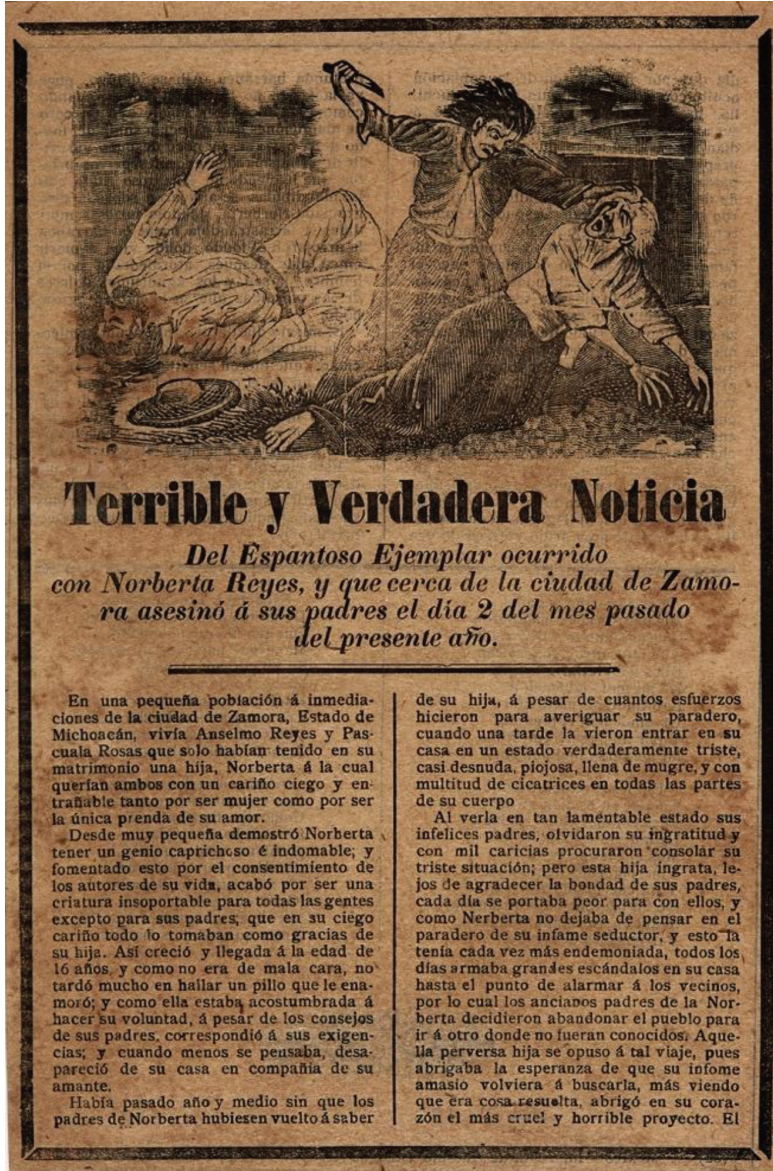 Terrible y Verdadera Noticia
Del Espantoso Ejemplar ocurrido
con Norberta Reyes, y que cerca de la ciudad de Zamo-
ra asesinó á sus padres el día 2 del mes pasado
del presente año.
En una pequeña población á inmedia-
ciones de la ciudad de Zamora, Estado de
Michoacán, vivía Anselmo Reyes y Pas-
cuala Rosas que solo habían tenido en su
matrimonio una hija, Norberta á la cual
querían ambos con un cariño ciego y en-
trañable tanto por ser mujer como por ser
la única prenda de su amor.
Desde muy pequeña demostró Norberta
tener un genio caprichoso é indomable; y
fomentado esto por el consentimiento de
los autores de su vida, acabó por ser una
criatura insoportable para todas las gentes
excepto para sus padres, que en su ciego
cariño todo lo tomaban como gracias de
su hija. Así creció y llegada á la edad de
16 años, y como no era de mala cara, no
tardó mucho en hallar un pillo que le ena-
moró; y como ella estaba acostumbrada á
hacer su voluntad, á pesar de los consejos
de sus padres, correspondió á sus exigen-
cias; y cuando menos se pensaba, desa-
pareció de su casa en compañia de su
amante.
Había pasado año y medio sin que los
padres de Norberta hubiesen vuelto á saber
de su hija, á pesar de cuantos esfuerzos
hicieron para averiguar su paradero,
cuando una tarde la vieron entrar en su
casa en un estado verdaderamente triste,
casi desnuda, piojosa, llena de mugre, y con
multitud de cicatrices en todas las partes
de su cuerpo
Al verla en tan lamentable estado sus
infelices padres, olvidaron su ingratitud y
con mil caricias procuraron consolar su
triste situación; pero esta hija ingrata, le-
jos de agradecer la bondad de sus padres,
cada día se portaba peor para con ellos, y
como Nerberta no dejaba de pensar en el
paradero de su infame seductor, y esto la
tenía cada vez más endemoniada, todos los
días armaba grandes escándalos en su casa
hasta el punto de alarmar á los vecinos,
por lo cual los ancianos padres de la Nor-
berta decidieron abandonar el pueblo para
ir á otro donde no fueran conocidos. Aque-
lla perversa hija se opuso á tal viaje, pues
abrigaba la esperanza de que su infome
amasio volviera á buscarla, más viendo
que era cosa resuelta, abrigó en su cora-
zón el más cruel y horrible proyecto. El